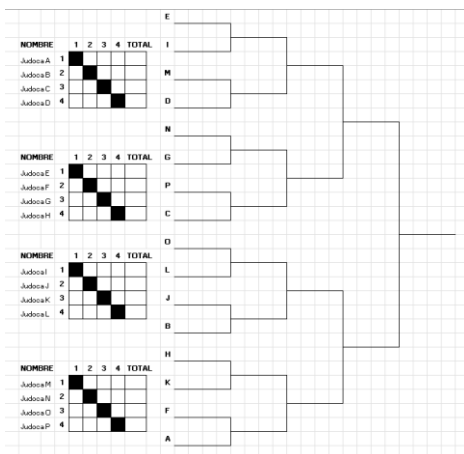 E
NOMBRE 1 2 3 4 TOTAL I
JudocaA 1
JudocaB 2 M
JudocaC 3
JudocaD 4 D
N
NOMBRE 1 2 3 4 TOTAL G
JudocaE 1
JudocaF 2 P
JudocaG 3
JudocaH 4 C
O
NOMBRE 1 2 3 4 TOTAL
JudocaI 1 L
JudocaJ 2
JudocaK 3 J
JudocaL 4
B
H
NOMBRE 1 2 3 4 TOTAL
JudocaM 1 K
JudocaN 2
JudocaO 3 F
JudocaP 4
A